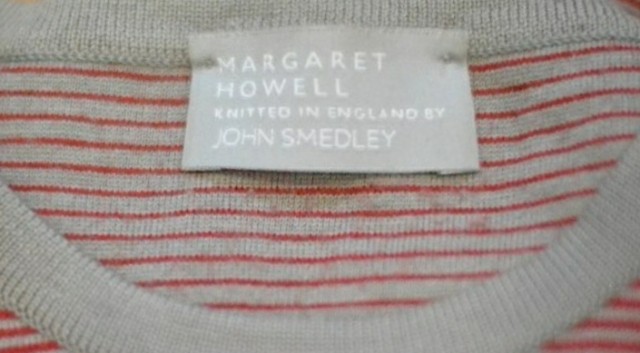 MARGARET
HOWELL
KNITTED IN ENGLAND BY
JOHN SMEDLEY